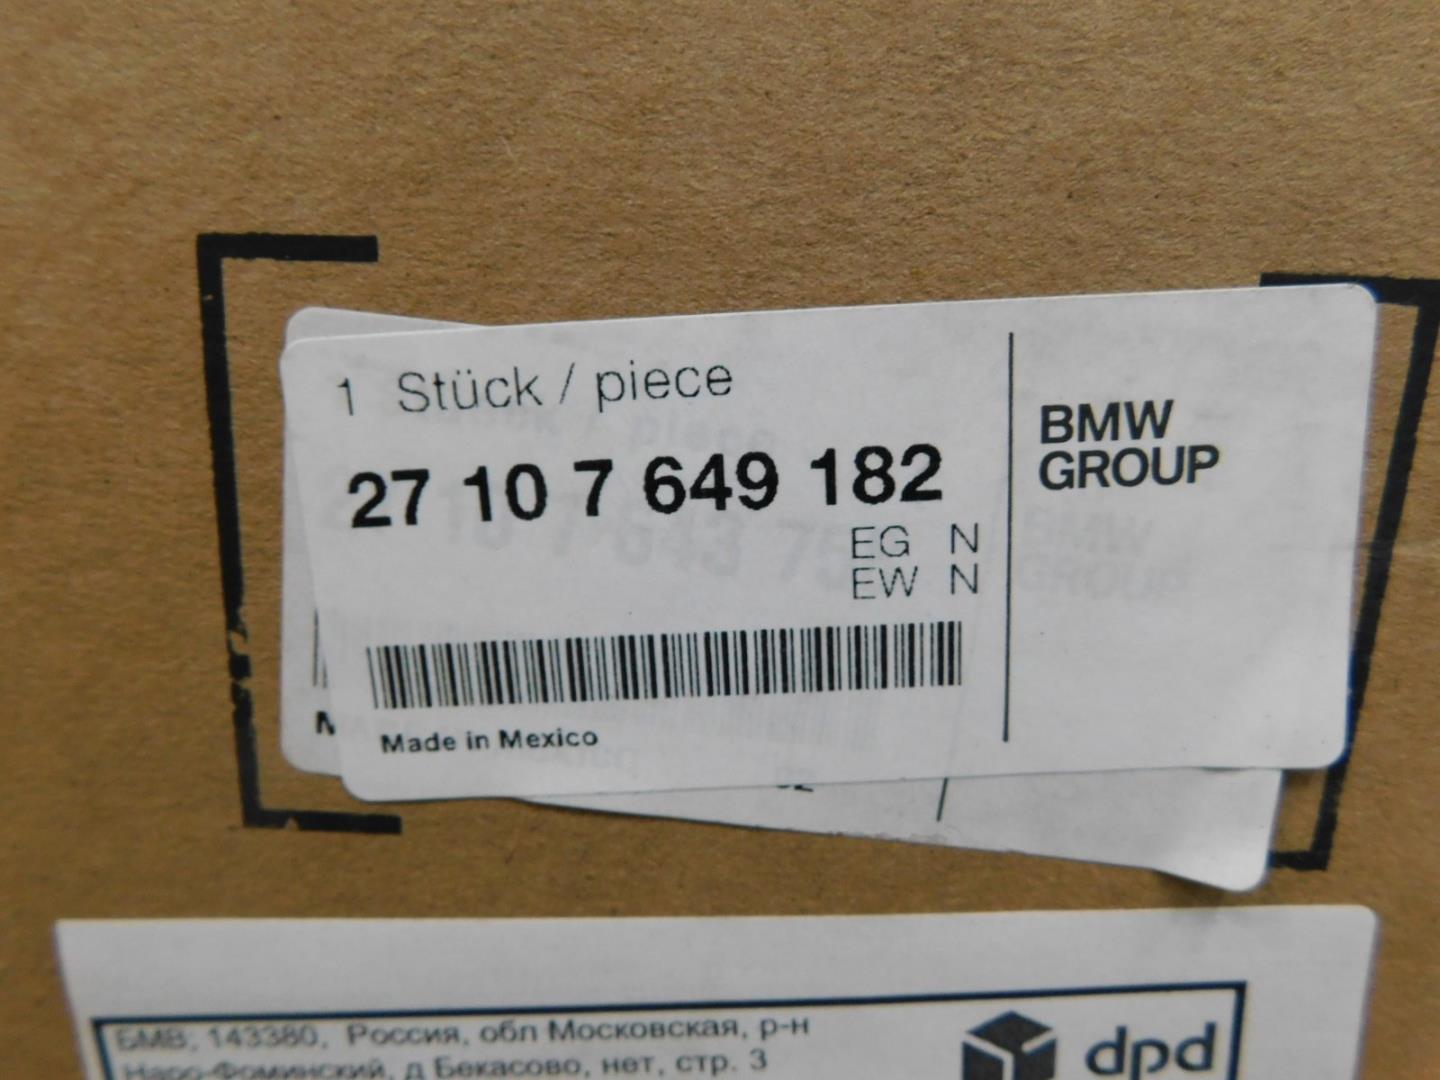 1 Stück / piece
27 10 7 649 182
EG N
EW N
Made in Mexico
BMW
GROUP
БМВ; 143380, Россия, обл Московская, р-н
Наро-Фоминский, д Бекасово, нет, стр. 3
dpd